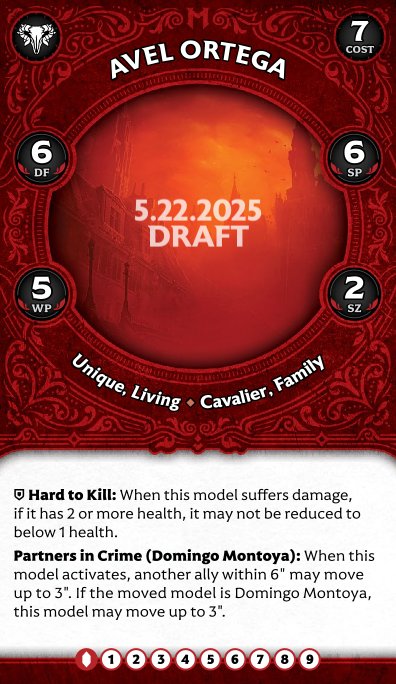 AVEL ORTEGA
7
COST
6
DF
6
SP
5.22.2025
DRAFT
5
WP
2
SZ
Unique, Living ◆ Cavalier, Family
Hard to Kill: When this model suffers damage,
if it has 2 or more health, it may not be reduced to
below 1 health.
Partners in Crime (Domingo Montoya): When this
model activates, another ally within 6" may move
up to 3". If the moved model is Domingo Montoya,
this model may move up to 3".
1 2 3 4 5 6 7 8 9